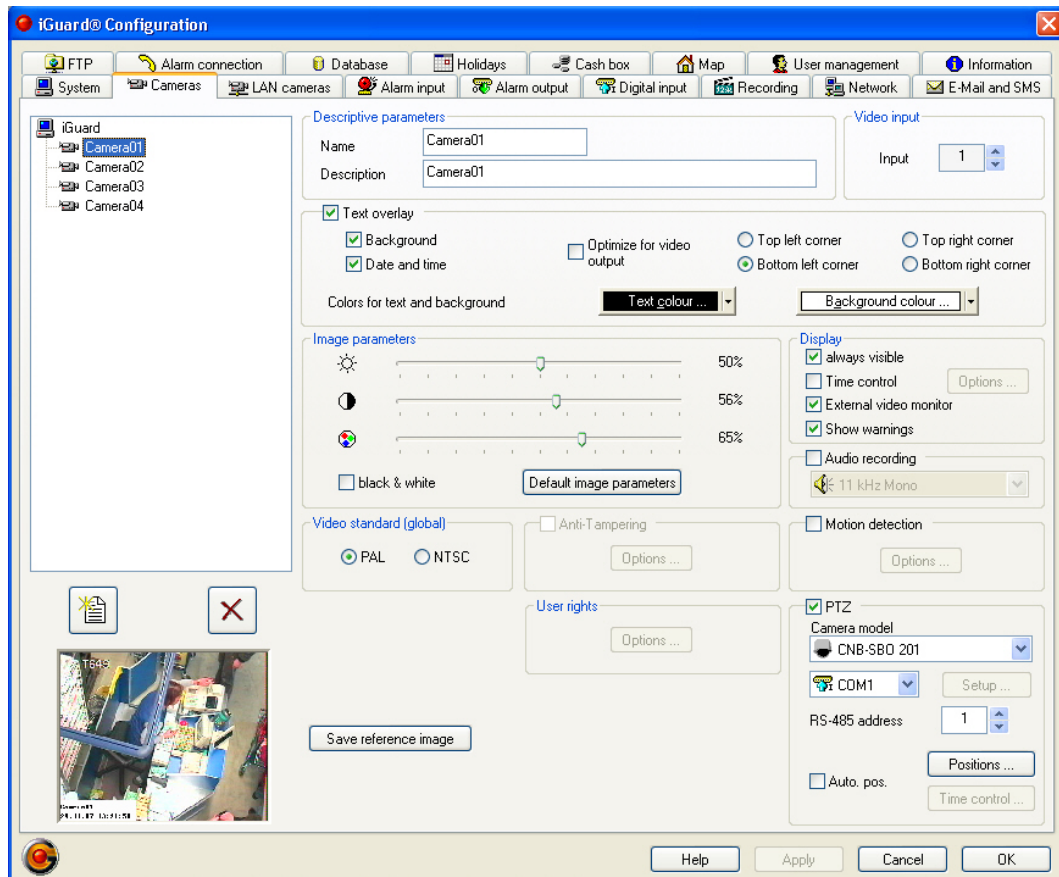 iGuard® Configuration
FTP
Alarm connection
Database
Holidays
Cash box
Map
User management
Information
System
Cameras
LAN cameras
Alarm input
Alarm output
Digital input
Recording
Network
E-Mail and SMS
iGuard
Camera01
Camera02
Camera03
Camera04
Descriptive parameters
Name
Camera01
Description
Camera01
Video input
Input
1
Text overlay
Background
Date and time
Optimize for video
output
Top left corner
Top right corner
Bottom left corner
Bottom right corner
Colors for text and background
Text colour ...
Background colour ...
Image parameters
50%
56%
65%
black & white
Default image parameters
Display
always visible
Time control
Options ...
External video monitor
Show warnings
Audio recording
11 kHz Mono
Video standard (global)
PAL
NTSC
Anti-Tampering
Options ...
Motion detection
Options ...
User rights
Options ...
PTZ
Camera model
CNB-SBO 201
COM1
Setup ...
RS-485 address
1
Positions ...
Auto. pos.
Time control ...
T649
Camera01
Save reference image
Help
Apply
Cancel
OK